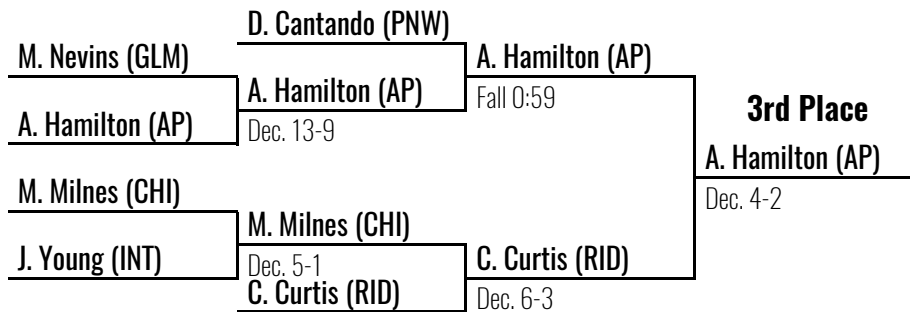 D. Cantando (PNW)
M. Nevins (GLM)
A. Hamilton (AP)
A. Hamilton (AP)
Fall 0:59
A. Hamilton (AP)
Dec. 13-9
3rd Place
A. Hamilton (AP)
Dec. 4-2
M. Milnes (CHI)
M. Milnes (CHI)
J. Young (INT)
Dec. 5-1
C. Curtis (RID)
C. Curtis (RID)
Dec. 6-3